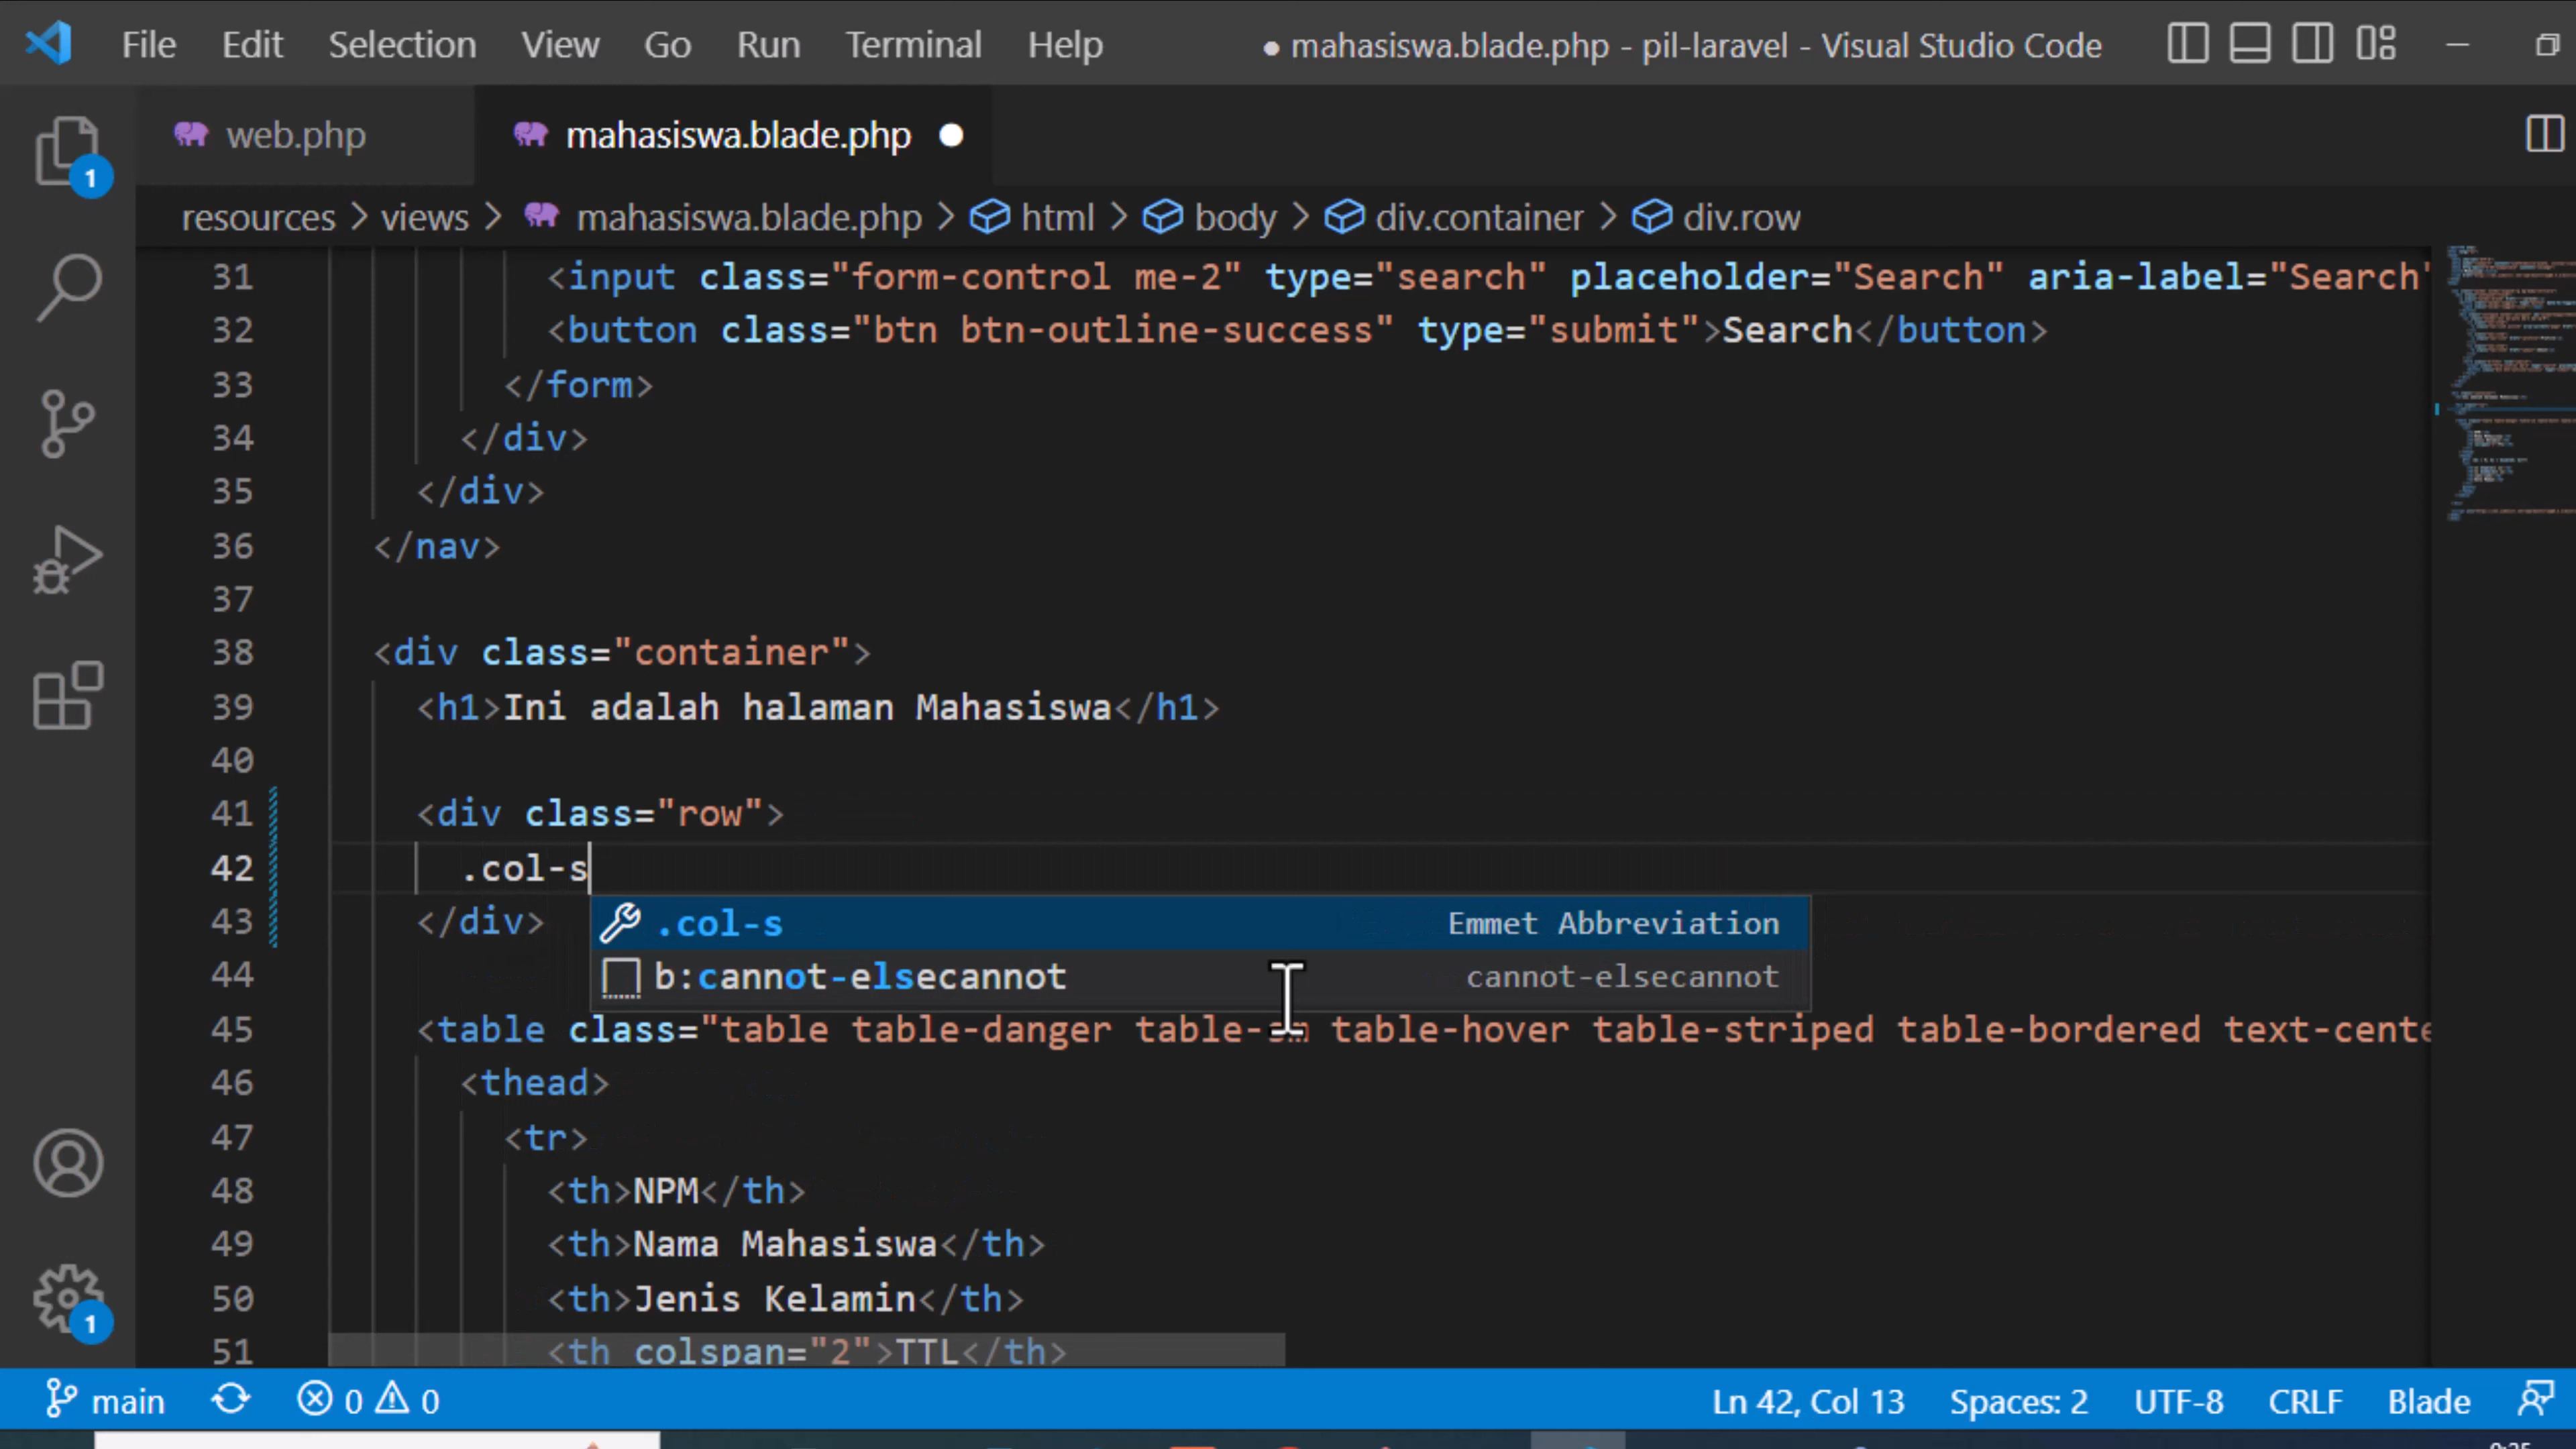 File Edit Selection View Go Run Terminal Help ● mahasiswa.blade.php - pil-laravel - Visual Studio Code
1
web.php mahasiswa.blade.php
resources > views > mahasiswa.blade.php > html > body > div.container > div.row
31 <input class="form-control me-2" type="search" placeholder="Search" aria-label="Search"
32 <button class="btn btn-outline-success" type="submit">Search</button>
33 </form>
34 </div>
35 </div>
36 </nav>
37
38 <div class="container">
39 <h1>Ini adalah halaman Mahasiswa</h1>
40
41 <div class="row">
42 .col-s
43 </div>
.col-s Emmet Abbreviation
44
b:cannot-elsecannot cannot-elsecannot
45 <table class="table table-danger table-sm table-hover table-striped table-bordered text-cente
46 <thead>
47 <tr>
48 <th>NPM</th>
49 <th>Nama Mahasiswa</th>
50 <th>Jenis Kelamin</th>
1
51 <th colspan="2">TTL</th>
main 0 0 Ln 42, Col 13 Spaces: 2 UTF-8 CRLF Blade